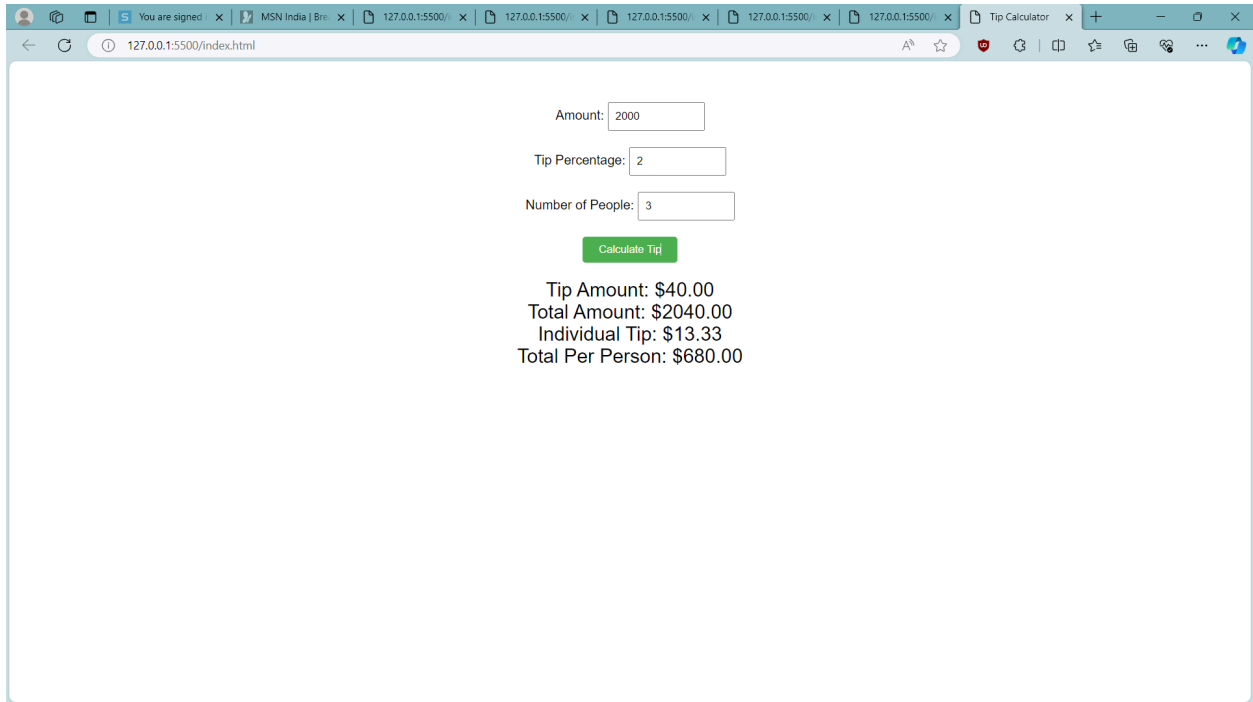 You are signed
MSN India | Bre
127.0.0.1:5500/
127.0.0.1:5500/
127.0.0.1:5500/
127.0.0.1:5500/
127.0.0.1:5500/
Tip Calculator
127.0.0.1:5500/index.html
Amount: 2000
Tip Percentage: 2
Number of People: 3
Calculate Tip
Tip Amount: $40.00
Total Amount: $2040.00
Individual Tip: $13.33
Total Per Person: $680.00